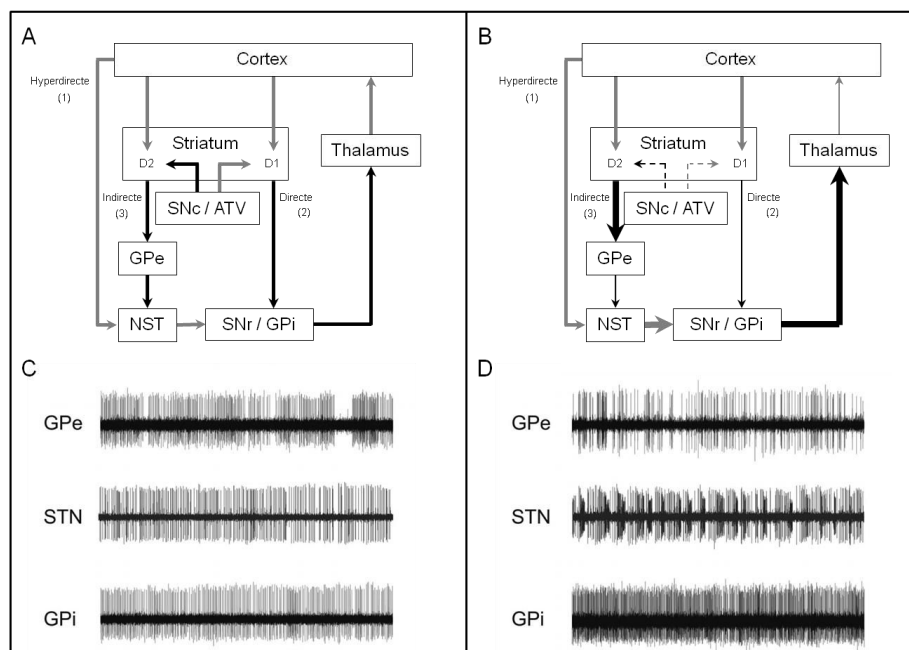 A
Cortex
Hyperdirecte
(1)
Striatum
D2
D1
Thalamus
Indirecte
(3)
SNc / ATV
Directe
(2)
GPe
NST
SNr / GPi
B
Cortex
Hyperdirecte
(1)
Striatum
D2
D1
Thalamus
Indirecte
(3)
SNc / ATV
Directe
(2)
GPe
NST
SNr / GPi
C
GPe
STN
GPi
D
GPe
STN
GPi